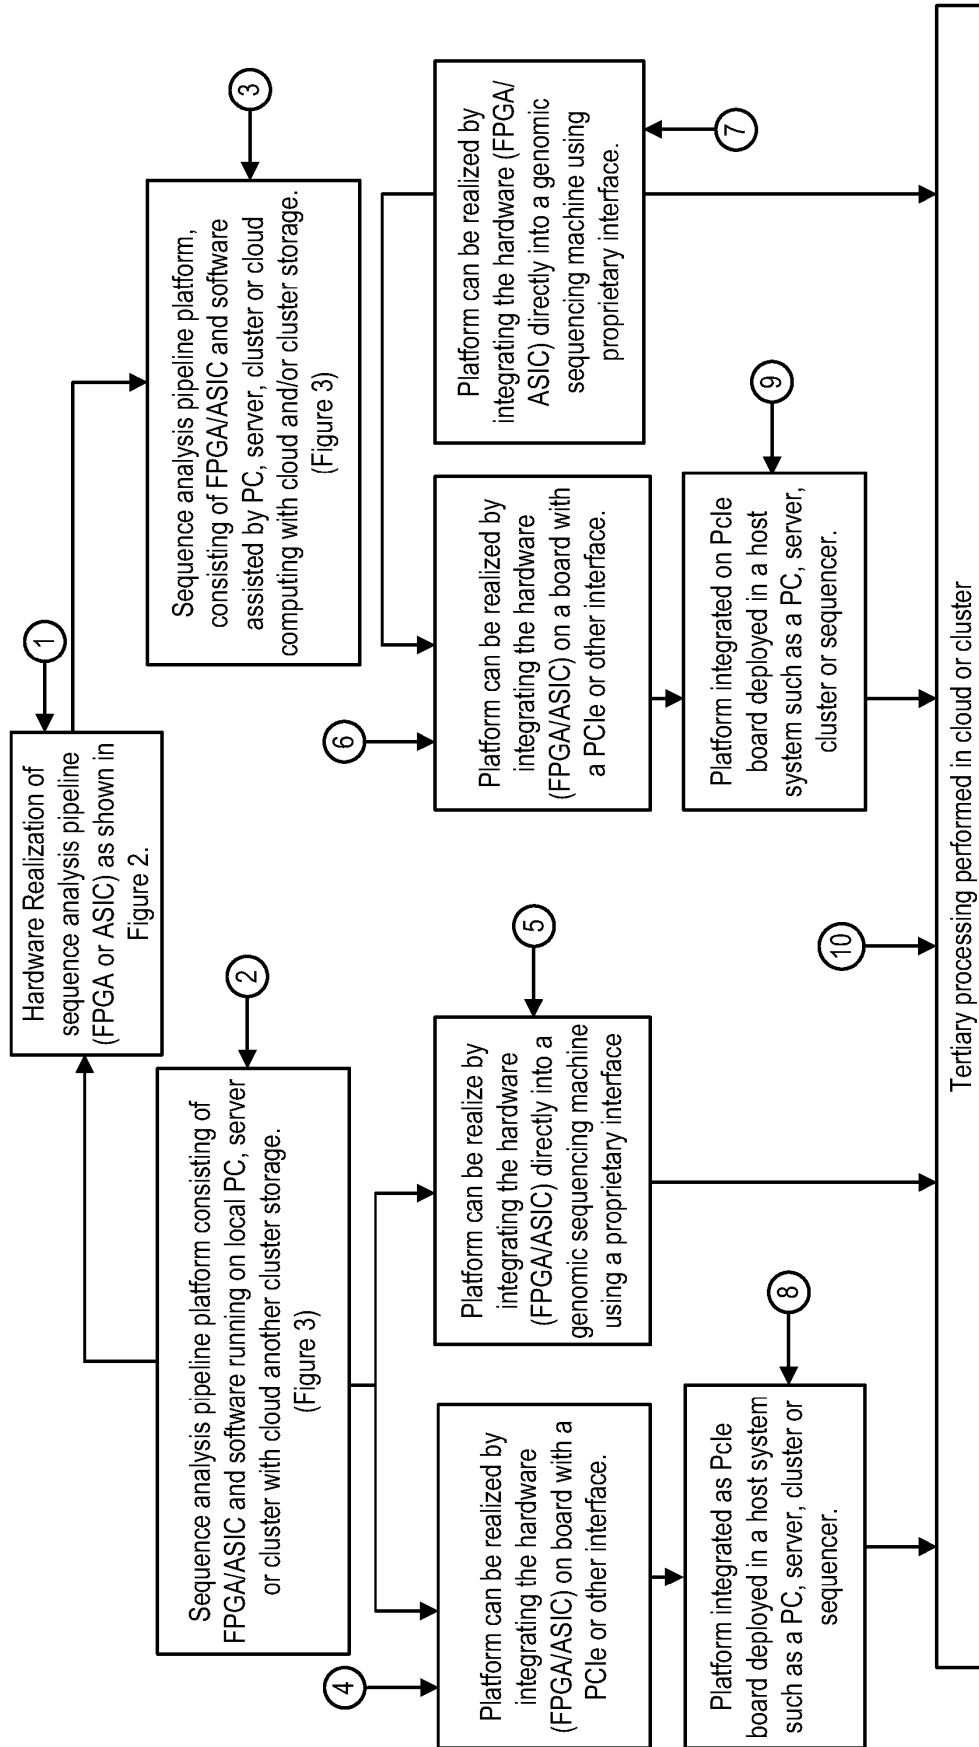 1
Hardware Realization of
sequence analysis pipeline
(FPGA or ASIC) as shown in
Figure 2.
2
Sequence analysis pipeline platform consisting of
FPGA/ASIC and software running on local PC, server
or cluster with cloud another cluster storage.
(Figure 3)
3
Sequence analysis pipeline platform,
consisting of FPGA/ASIC and software
assisted by PC, server, cluster or cloud
computing with cloud and/or cluster storage.
(Figure 3)
4
Platform can be realized by
integrating the hardware
(FPGA/ASIC) on board with a
PCIe or other interface.
5
Platform can be realize by
integrating the hardware
(FPGA/ASIC) directly into a
genomic sequencing machine
using a proprietary interface
6
Platform can be realized by
integrating the hardware
(FPGA/ASIC) on a board with
a PCIe or other interface.
7
Platform can be realized by
integrating the hardware (FPGA/
ASIC) directly into a genomic
sequencing machine using
proprietary interface.
8
Platform integrated as PcIe
board deployed in a host system
such as a PC, server, cluster or
sequencer.
9
Platform integrated on PcIe
board deployed in a host
system such as a PC, server,
cluster or sequencer.
10
Tertiary processing performed in cloud or cluster